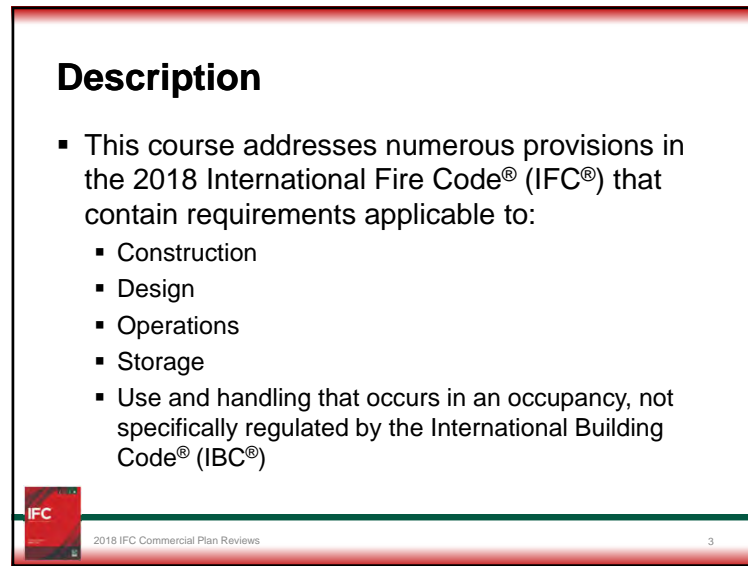 Description
▪ This course addresses numerous provisions in
the 2018 International Fire Code® (IFC®) that
contain requirements applicable to:
▪ Construction
▪ Design
▪ Operations
▪ Storage
▪ Use and handling that occurs in an occupancy, not
specifically regulated by the International Building
Code® (IBC®)
IFC
2018 IFC Commercial Plan Reviews
3